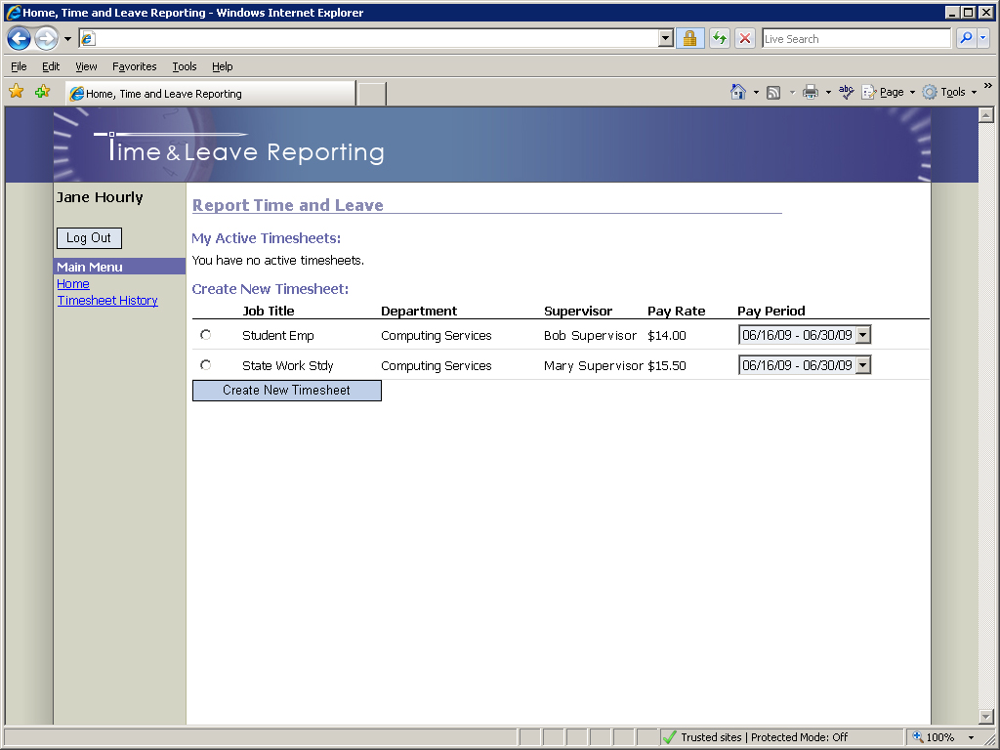 Home, Time and Leave Reporting - Windows Internet Explorer
Live Search
File Edit View Favorites Tools Help
Home, Time and Leave Reporting
abc Page Tools »
Time & Leave Reporting
Jane Hourly
Log Out
Main Menu
Home
Timesheet History
Report Time and Leave
My Active Timesheets:
You have no active timesheets.
Create New Timesheet:
Job Title Department Supervisor Pay Rate Pay Period
Student Emp Computing Services Bob Supervisor $14.00 06/16/09 - 06/30/09
State Work Stdy Computing Services Mary Supervisor $15.50 06/16/09 - 06/30/09
Create New Timesheet
Trusted sites | Protected Mode: Off 100%